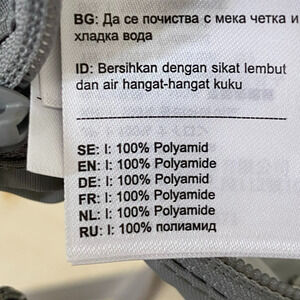 BG: Да се почиства с мека четка и
хладка вода
ID: Bersihkan dengan sikat lembut
dan air hangat-hangat kuku
SE: I: 100% Polyamid
EN: I: 100% Polyamide
DE: I: 100% Polyamid
FR: I: 100% Polyamide
NL: I: 100% Polyamide
RU: I: 100% полиамид